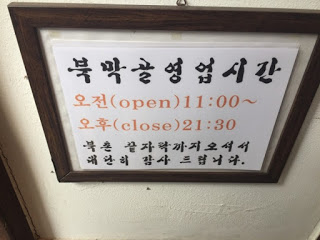 북악골영업시간
오전(open)11:00~
오후(close)21:30
북촌 끝자락까지오셔서
대단히 감사 드립니다.